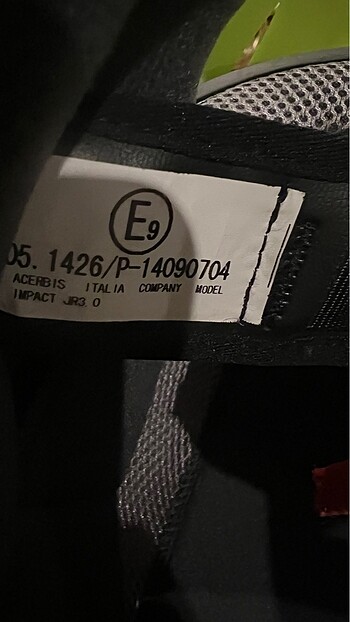 E9
05.1426/P-14090704
ACERBIS ITALIA COMPANY MODEL
IMPACT JR3.0